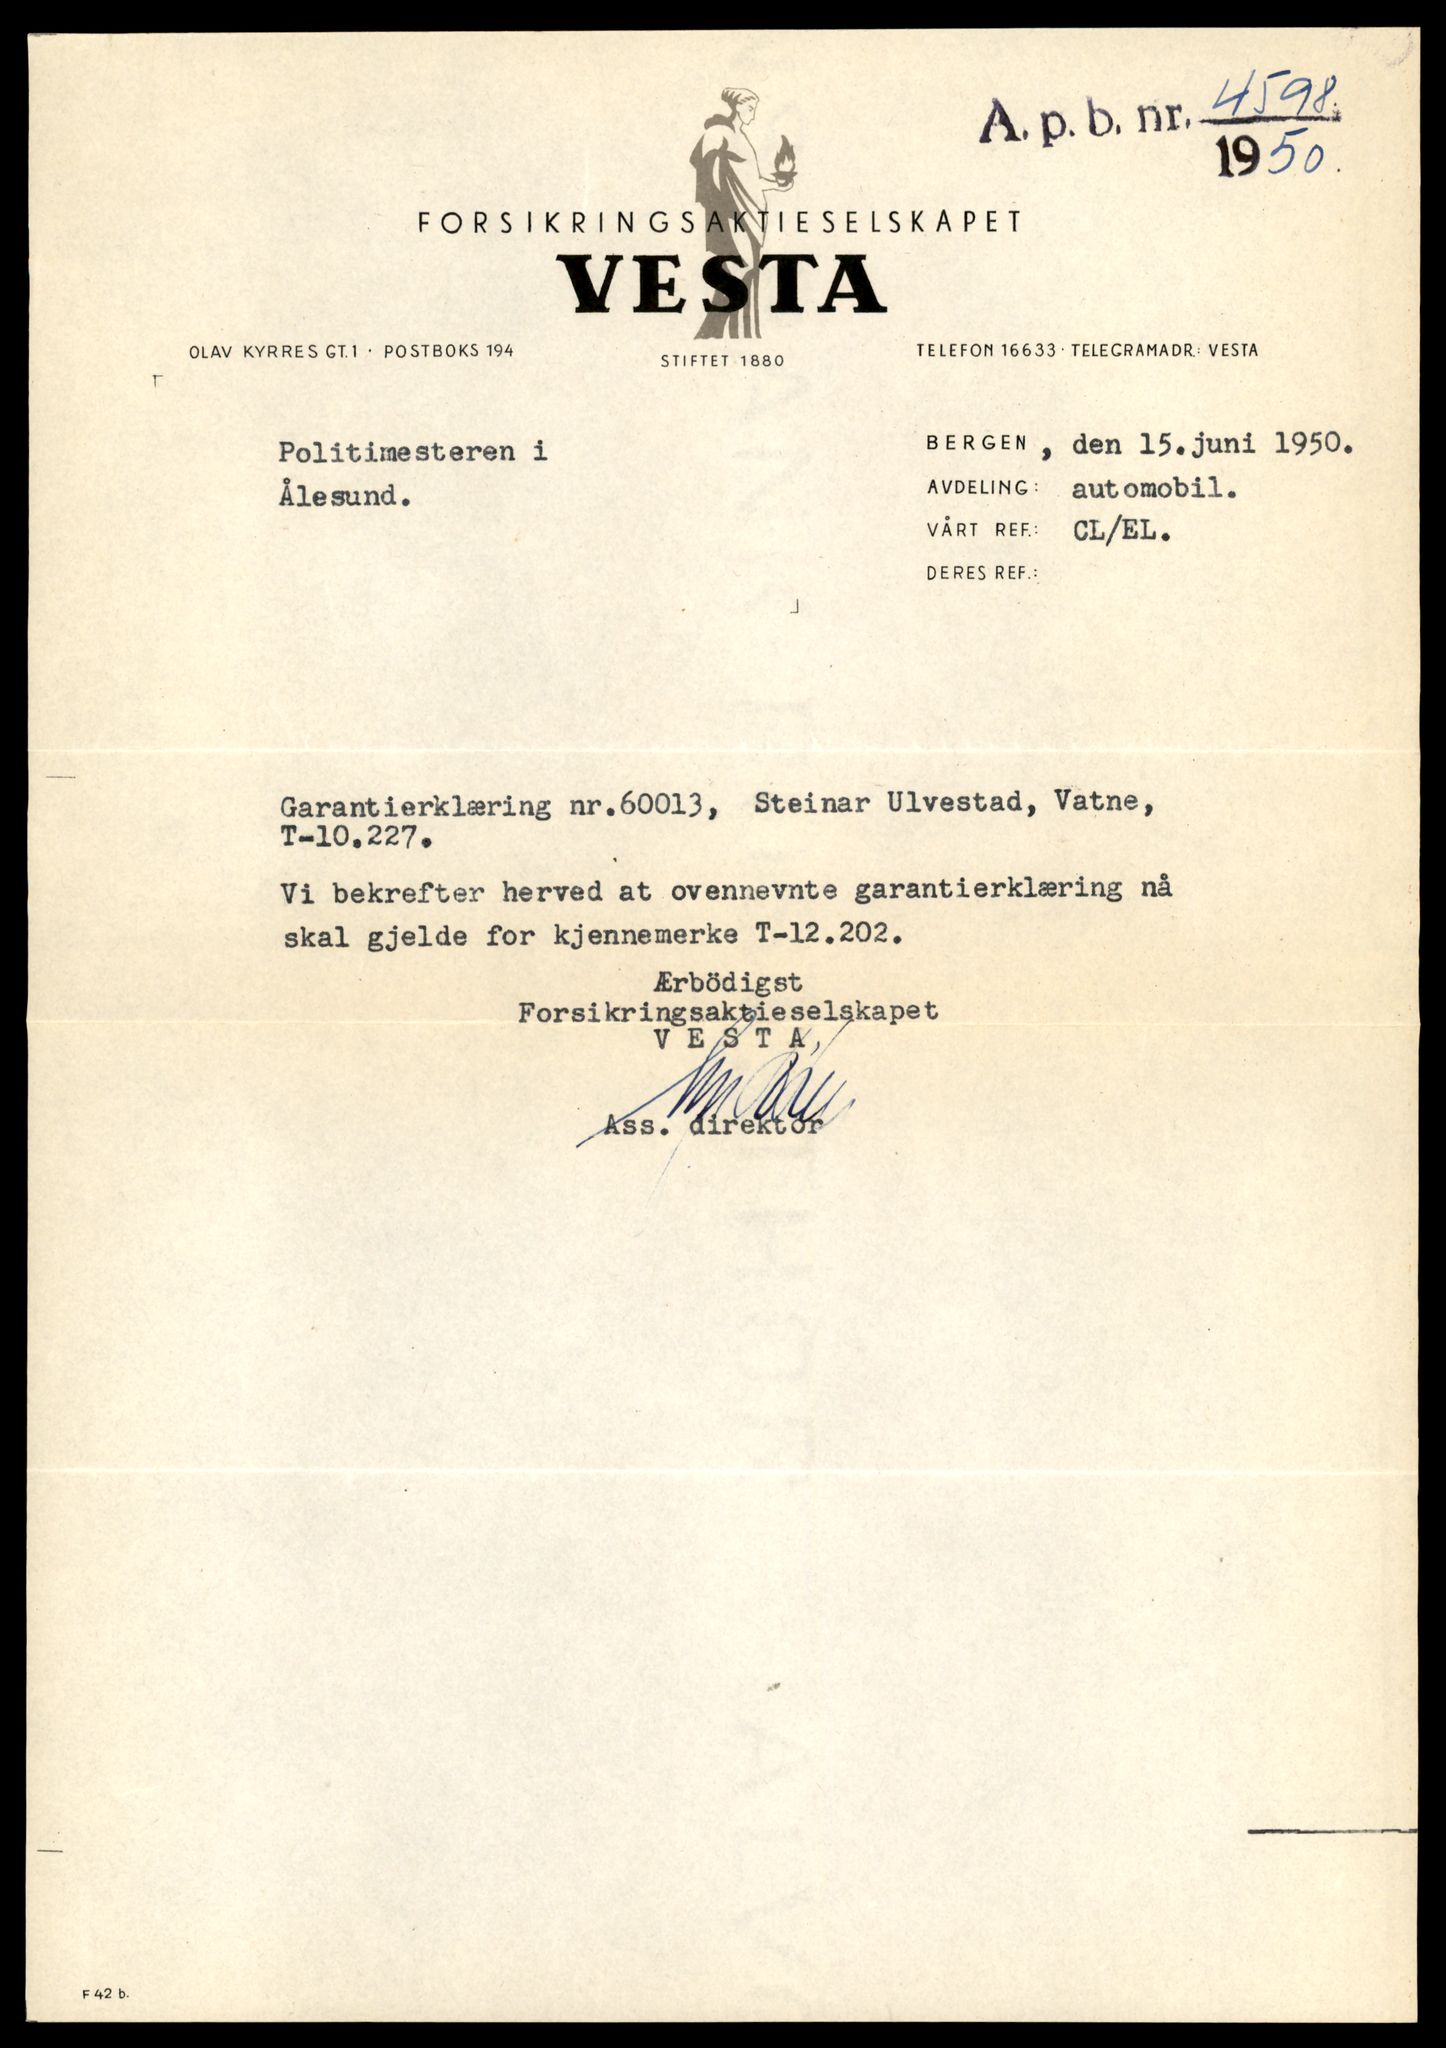 A. p. b. nr. 4598.
1950.
FORSIKRINGSAKTIESELSKAPET
VESTA
OLAV KYRRES GT. 1 · POSTBOKS 194
STIFTET 1880
TELEFON 16633 · TELEGRAMADR.: VESTA
Politimesteren i
Ålesund.
BERGEN, den 15. juni 1950.
AVDELING: automobil.
VÅRT REF.: CL/EL.
DERES REF.:
Garantierklæring nr.60013, Steinar Ulvestad, Vatne,
T-10.227.
Vi bekrefter herved at ovennevnte garantierklæring nå
skal gjelde for kjennemerke T-12.202.
Ærbödigst
Forsikringsaktieselskapet
V E S T A,
Ass. direktör
F 42 b.